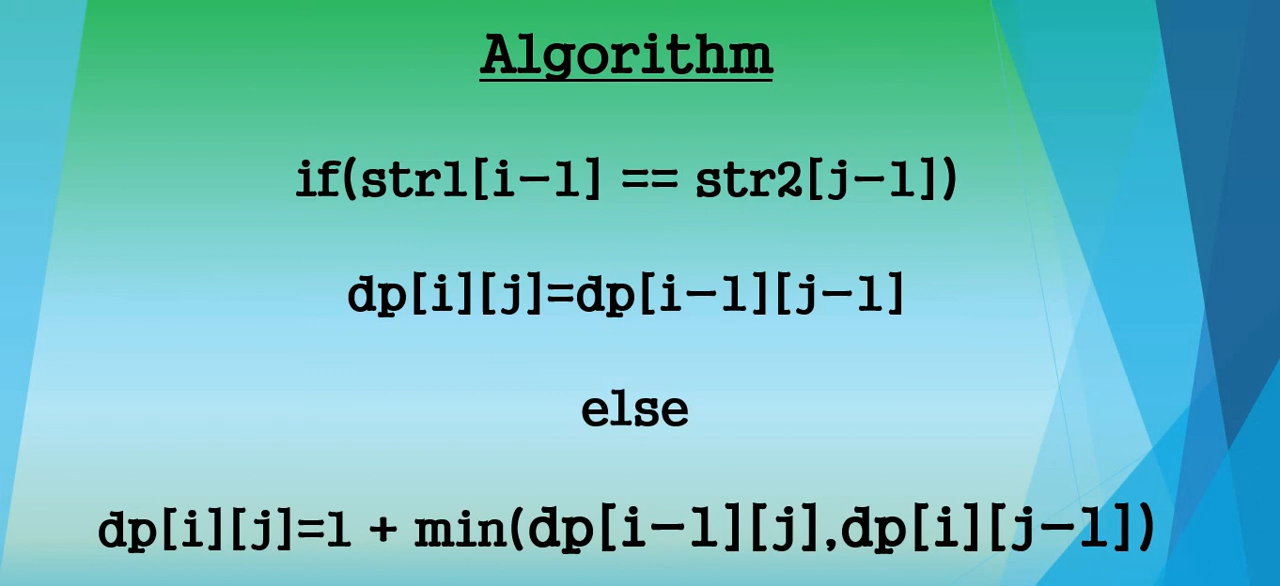 Algorithm
if(str1[i-1] == str2[j-1])
dp[i][j]=dp[i-1][j-1]
else
dp[i][j]=1 + min(dp[i-1][j],dp[i][j-1])